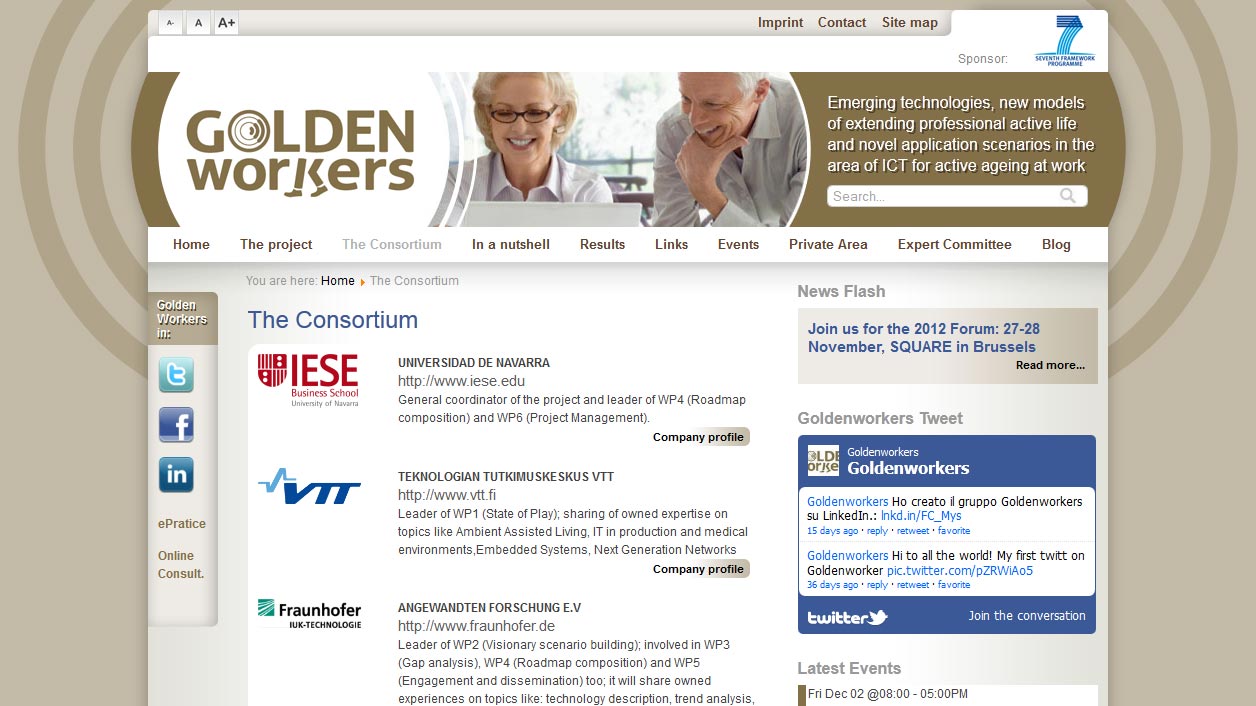 A-
A
A+
Imprint
Contact
Site map
Sponsor:
7
SEVENTH FRAMEWORK
PROGRAMME
GOLDEN
workers
Emerging technologies, new models
of extending professional active life
and novel application scenarios in the
area of ICT for active ageing at work
Search...
Home
The project
The Consortium
In a nutshell
Results
Links
Events
Private Area
Expert Committee
Blog
You are here: Home The Consortium
Golden
Workers
in:
ePratice
Online
Consult.
The Consortium
IESE
Business School
University of Navarra
UNIVERSIDAD DE NAVARRA
http://www.iese.edu
General coordinator of the project and leader of WP4 (Roadmap
composition) and WP6 (Project Management).
Company profile
VTT
TEKNOLOGIAN TUTKIMUSKESKUS VTT
http://www.vtt.fi
Leader of WP1 (State of Play); sharing of owned expertise on
topics like Ambient Assisted Living, IT in production and medical
environments,Embedded Systems, Next Generation Networks
Company profile
Fraunhofer
IUK-TECHNOLOGIE
ANGEWANDTEN FORSCHUNG E.V
http://www.fraunhofer.de
Leader of WP2 (Visionary scenario building); involved in WP3
(Gap analysis), WP4 (Roadmap composition) and WP5
(Engagement and dissemination) too; it will share owned
experiences on topics like: technology description, trend analysis,
News Flash
Join us for the 2012 Forum: 27-28
November, SQUARE in Brussels
Read more...
Goldenworkers Tweet
Goldenworkers
Goldenworkers
Goldenworkers Ho creato il gruppo Goldenworkers
su LinkedIn.: lnkd.in/FC_Mys
15 days ago · reply · retweet · favorite
Goldenworkers Hi to all the world! My first twitt on
Goldenworker pic.twitter.com/pZRWiAo5
36 days ago · reply · retweet · favorite
twitter
Join the conversation
Latest Events
Fri Dec 02 @08:00 - 05:00PM